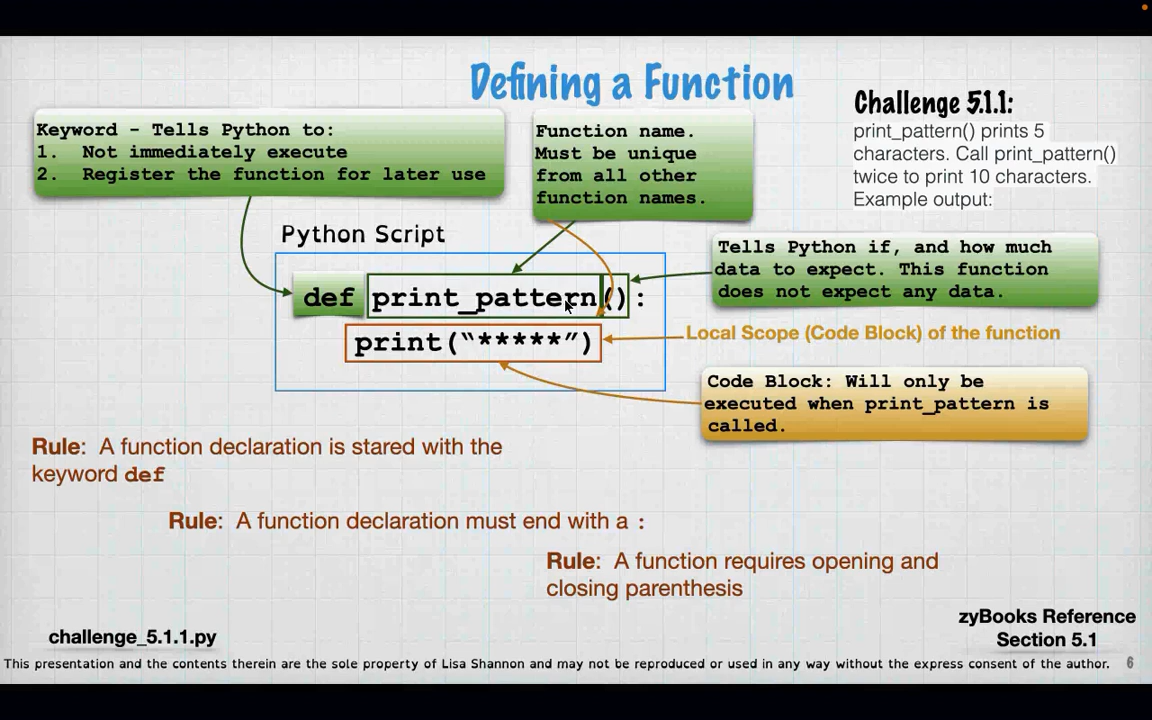 Defining a Function
Keyword - Tells Python to:
1. Not immediately execute
2. Register the function for later use
Function name.
Must be unique
from all other
function names.
Challenge 5.1.1:
print_pattern() prints 5
characters. Call print_pattern()
twice to print 10 characters.
Example output:
Python Script
def print_pattern():
print(“*****”)
Tells Python if, and how much
data to expect. This function
does not expect any data.
Local Scope (Code Block) of the function
Code Block: Will only be
executed when print_pattern is
called.
Rule: A function declaration is stared with the
keyword def
Rule: A function declaration must end with a :
Rule: A function requires opening and
closing parenthesis
challenge_5.1.1.py
zyBooks Reference
Section 5.1
This presentation and the contents therein are the sole property of Lisa Shannon and may not be reproduced or used in any way without the express consent of the author. 6